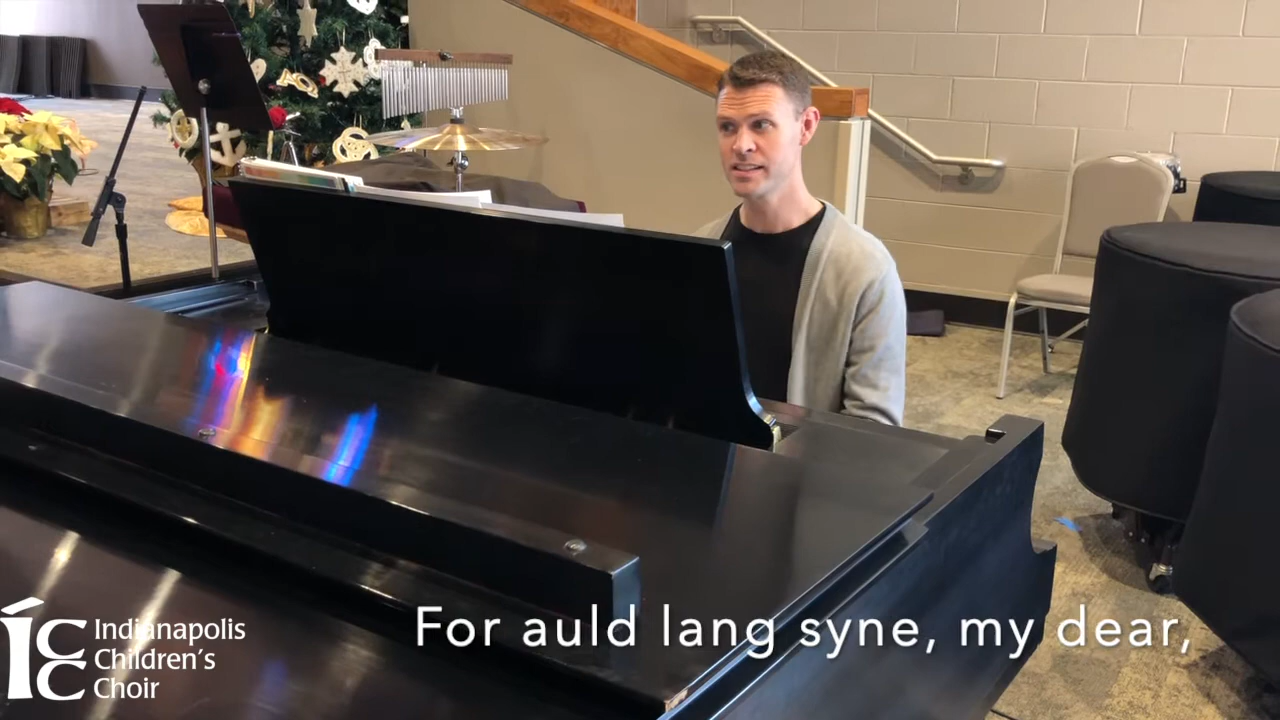 For auld lang syne, my dear,
ICC
Indianapolis
Children's
Choir